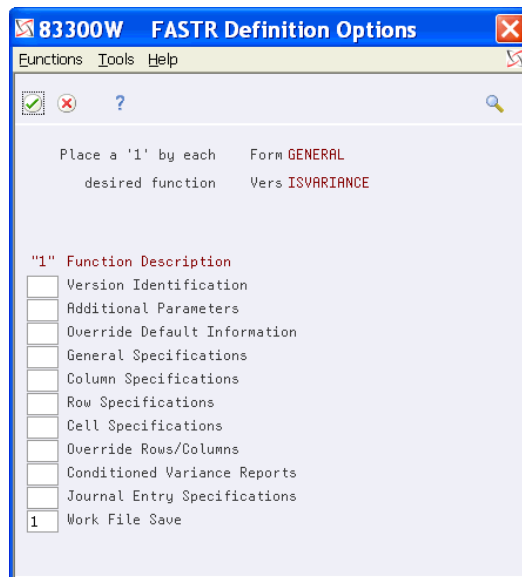 83300W FASTR Definition Options
Functions Tools Help
?
Place a '1' by each Form GENERAL
desired function Vers ISVARIANCE
"1" Function Description
Version Identification
Additional Parameters
Override Default Information
General Specifications
Column Specifications
Row Specifications
Cell Specifications
Override Rows/Columns
Conditioned Variance Reports
Journal Entry Specifications
1 Work File Save